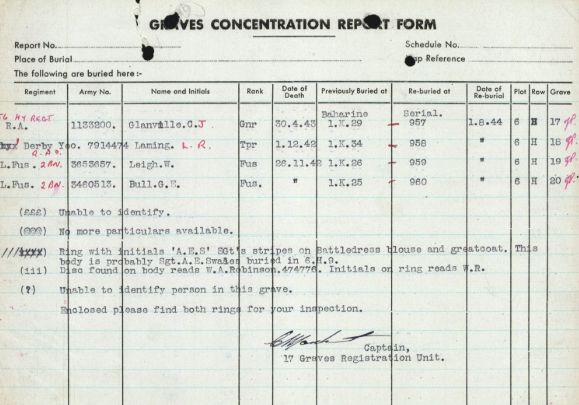 GRAVES CONCENTRATION REPORT FORM
Report No. Schedule No.
Place of Burial Map Reference
The following are buried here :-
Regiment Army No. Name and Initials Rank Date of Death Previously Buried at Re-buried at Date of Re-burial Plot Row Grave
Baharine Serial.
HY REGT
R.A. 1133200. Glanville.C.J Gnr 30.4.43 1.K.29 957 1.8.44 6 H 17 GP.
Derby Yeo. 7914474 Laming. L.R. Tpr 1.12.42 1.K.34 958 " 6 H 18 GP.
R.A.C.
L.Fus. 2 BN. 3653657. Leigh.W. Fus 26.11.42 1.K.26 959 " 6 H 19 GP.
L.Fus. 2 BN. 3460513. Bull.G.E. Fus. " 1.K.25 960 " 6 H 20 GP.
(£££) Unable to identify.
(@@@) No more particulars available.
/// Ring with initials 'A.E.S' SGt's stripes on Battledress blouse and greatcoat. This
body is probably Sgt.A.E.Swales buried in 6.H.9.
(iii) Disc found on body reads W.A.Robinson.474776. Initials on ring reads W.R.
(?) Unable to identify person in this grave.
Enclosed please find both rings for your inspection.
Captain,
17 Graves Registration Unit.